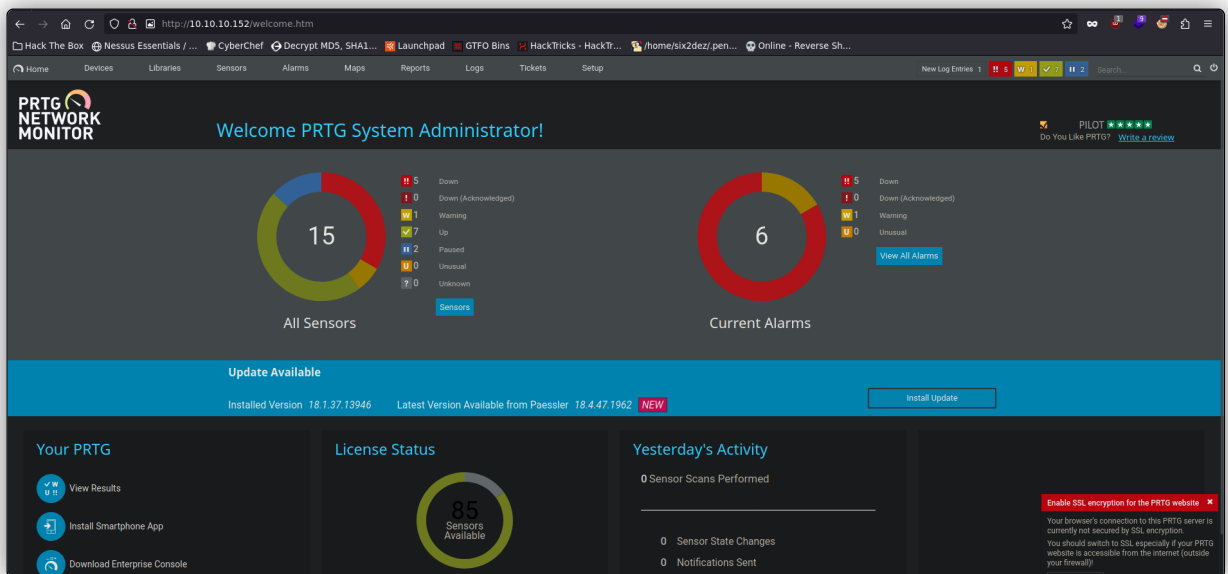 http://10.10.10.152/welcome.htm
Hack The Box Nessus Essentials / ... CyberChef Decrypt MD5, SHA1... Launchpad GTFO Bins HackTricks - HackTr... /home/six2dez/.pen... Online - Reverse Sh...
Home Devices Libraries Sensors Alarms Maps Reports Logs Tickets Setup New Log Entries 1 !! 5 W 1 7 2 Search...
PRTG
NETWORK
MONITOR
Welcome PRTG System Administrator!
PILOT
Do You Like PRTG? Write a review
15
All Sensors
!! 5 Down
! 0 Down (Acknowledged)
W 1 Warning
7 Up
2 Paused
U 0 Unusual
? 0 Unknown
Sensors
6
Current Alarms
!! 5 Down
! 0 Down (Acknowledged)
W 1 Warning
U 0 Unusual
View All Alarms
Update Available
Installed Version 18.1.37.13946 Latest Version Available from Paessler 18.4.47.1962 NEW
Install Update
Your PRTG
View Results
Install Smartphone App
Download Enterprise Console
License Status
85
Sensors
Available
Yesterday's Activity
0 Sensor Scans Performed
0 Sensor State Changes
0 Notifications Sent
Enable SSL encryption for the PRTG website
Your browser's connection to this PRTG server is
currently not secured by SSL encryption.
You should switch to SSL especially if your PRTG
website is accessible from the internet (outside
your firewall)!